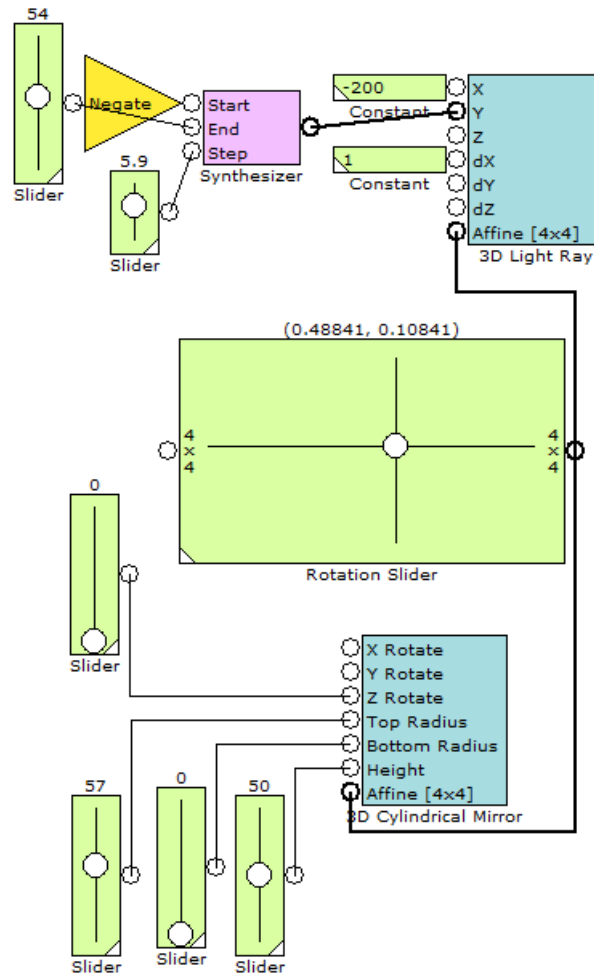 54
Negate
Start
End
Step
Synthesizer
Slider
5.9
Slider
-200
Constant
1
Constant
X
Y
Z
dX
dY
dZ
Affine [4x4]
3D Light Ray
(0.48841, 0.10841)
4
x
4
4
x
4
Rotation Slider
0
Slider
X Rotate
Y Rotate
Z Rotate
Top Radius
Bottom Radius
Height
Affine [4x4]
3D Cylindrical Mirror
57
Slider
0
Slider
50
Slider